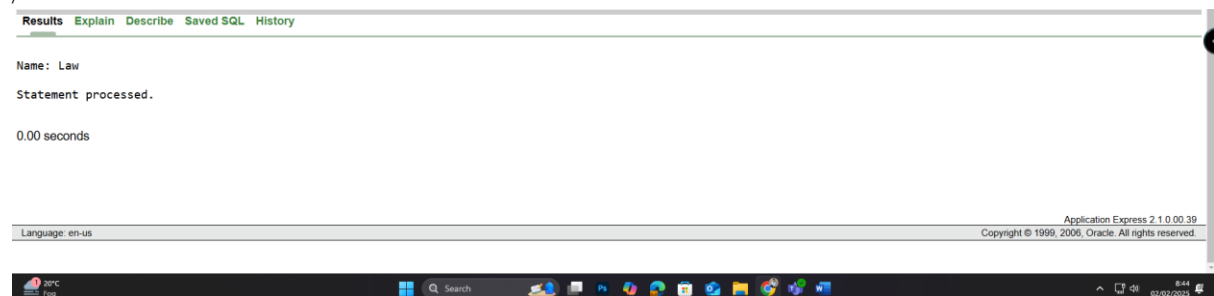 Results Explain Describe Saved SQL History
Name: Law
Statement processed.
0.00 seconds
Application Express 2.1.0.00.39
Language: en-us Copyright © 1999, 2006, Oracle. All rights reserved.
1
20°C
Fog
Search
Ps
W
8:44
02/02/2025